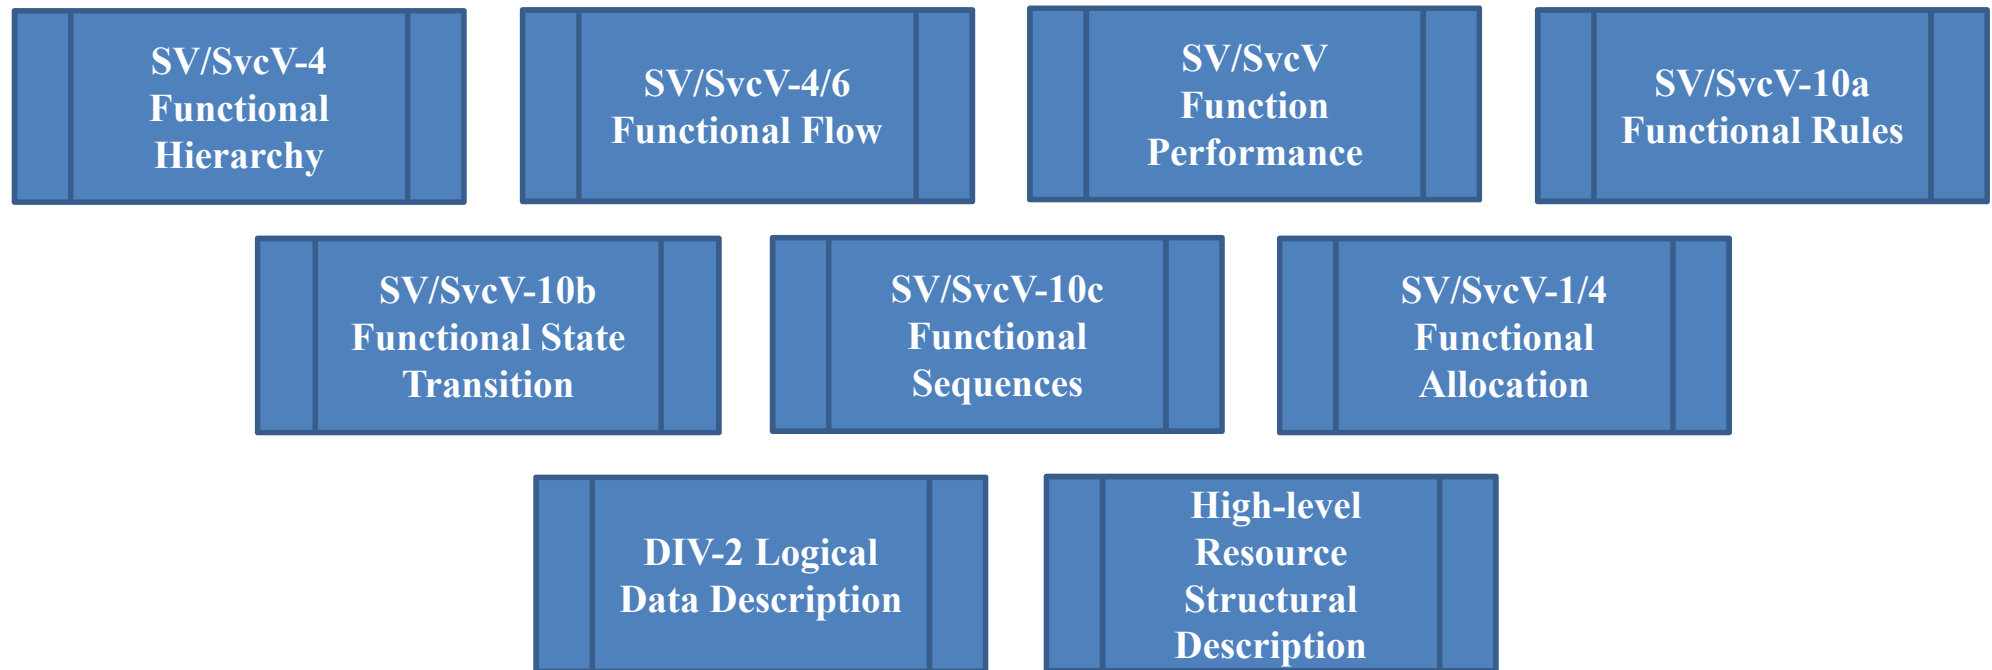 SV/SvcV-4
Functional
Hierarchy
SV/SvcV-4/6
Functional Flow
SV/SvcV
Function
Performance
SV/SvcV-10a
Functional Rules
SV/SvcV-10b
Functional State
Transition
SV/SvcV-10c
Functional
Sequences
SV/SvcV-1/4
Functional
Allocation
DIV-2 Logical
Data Description
High-level
Resource
Structural
Description